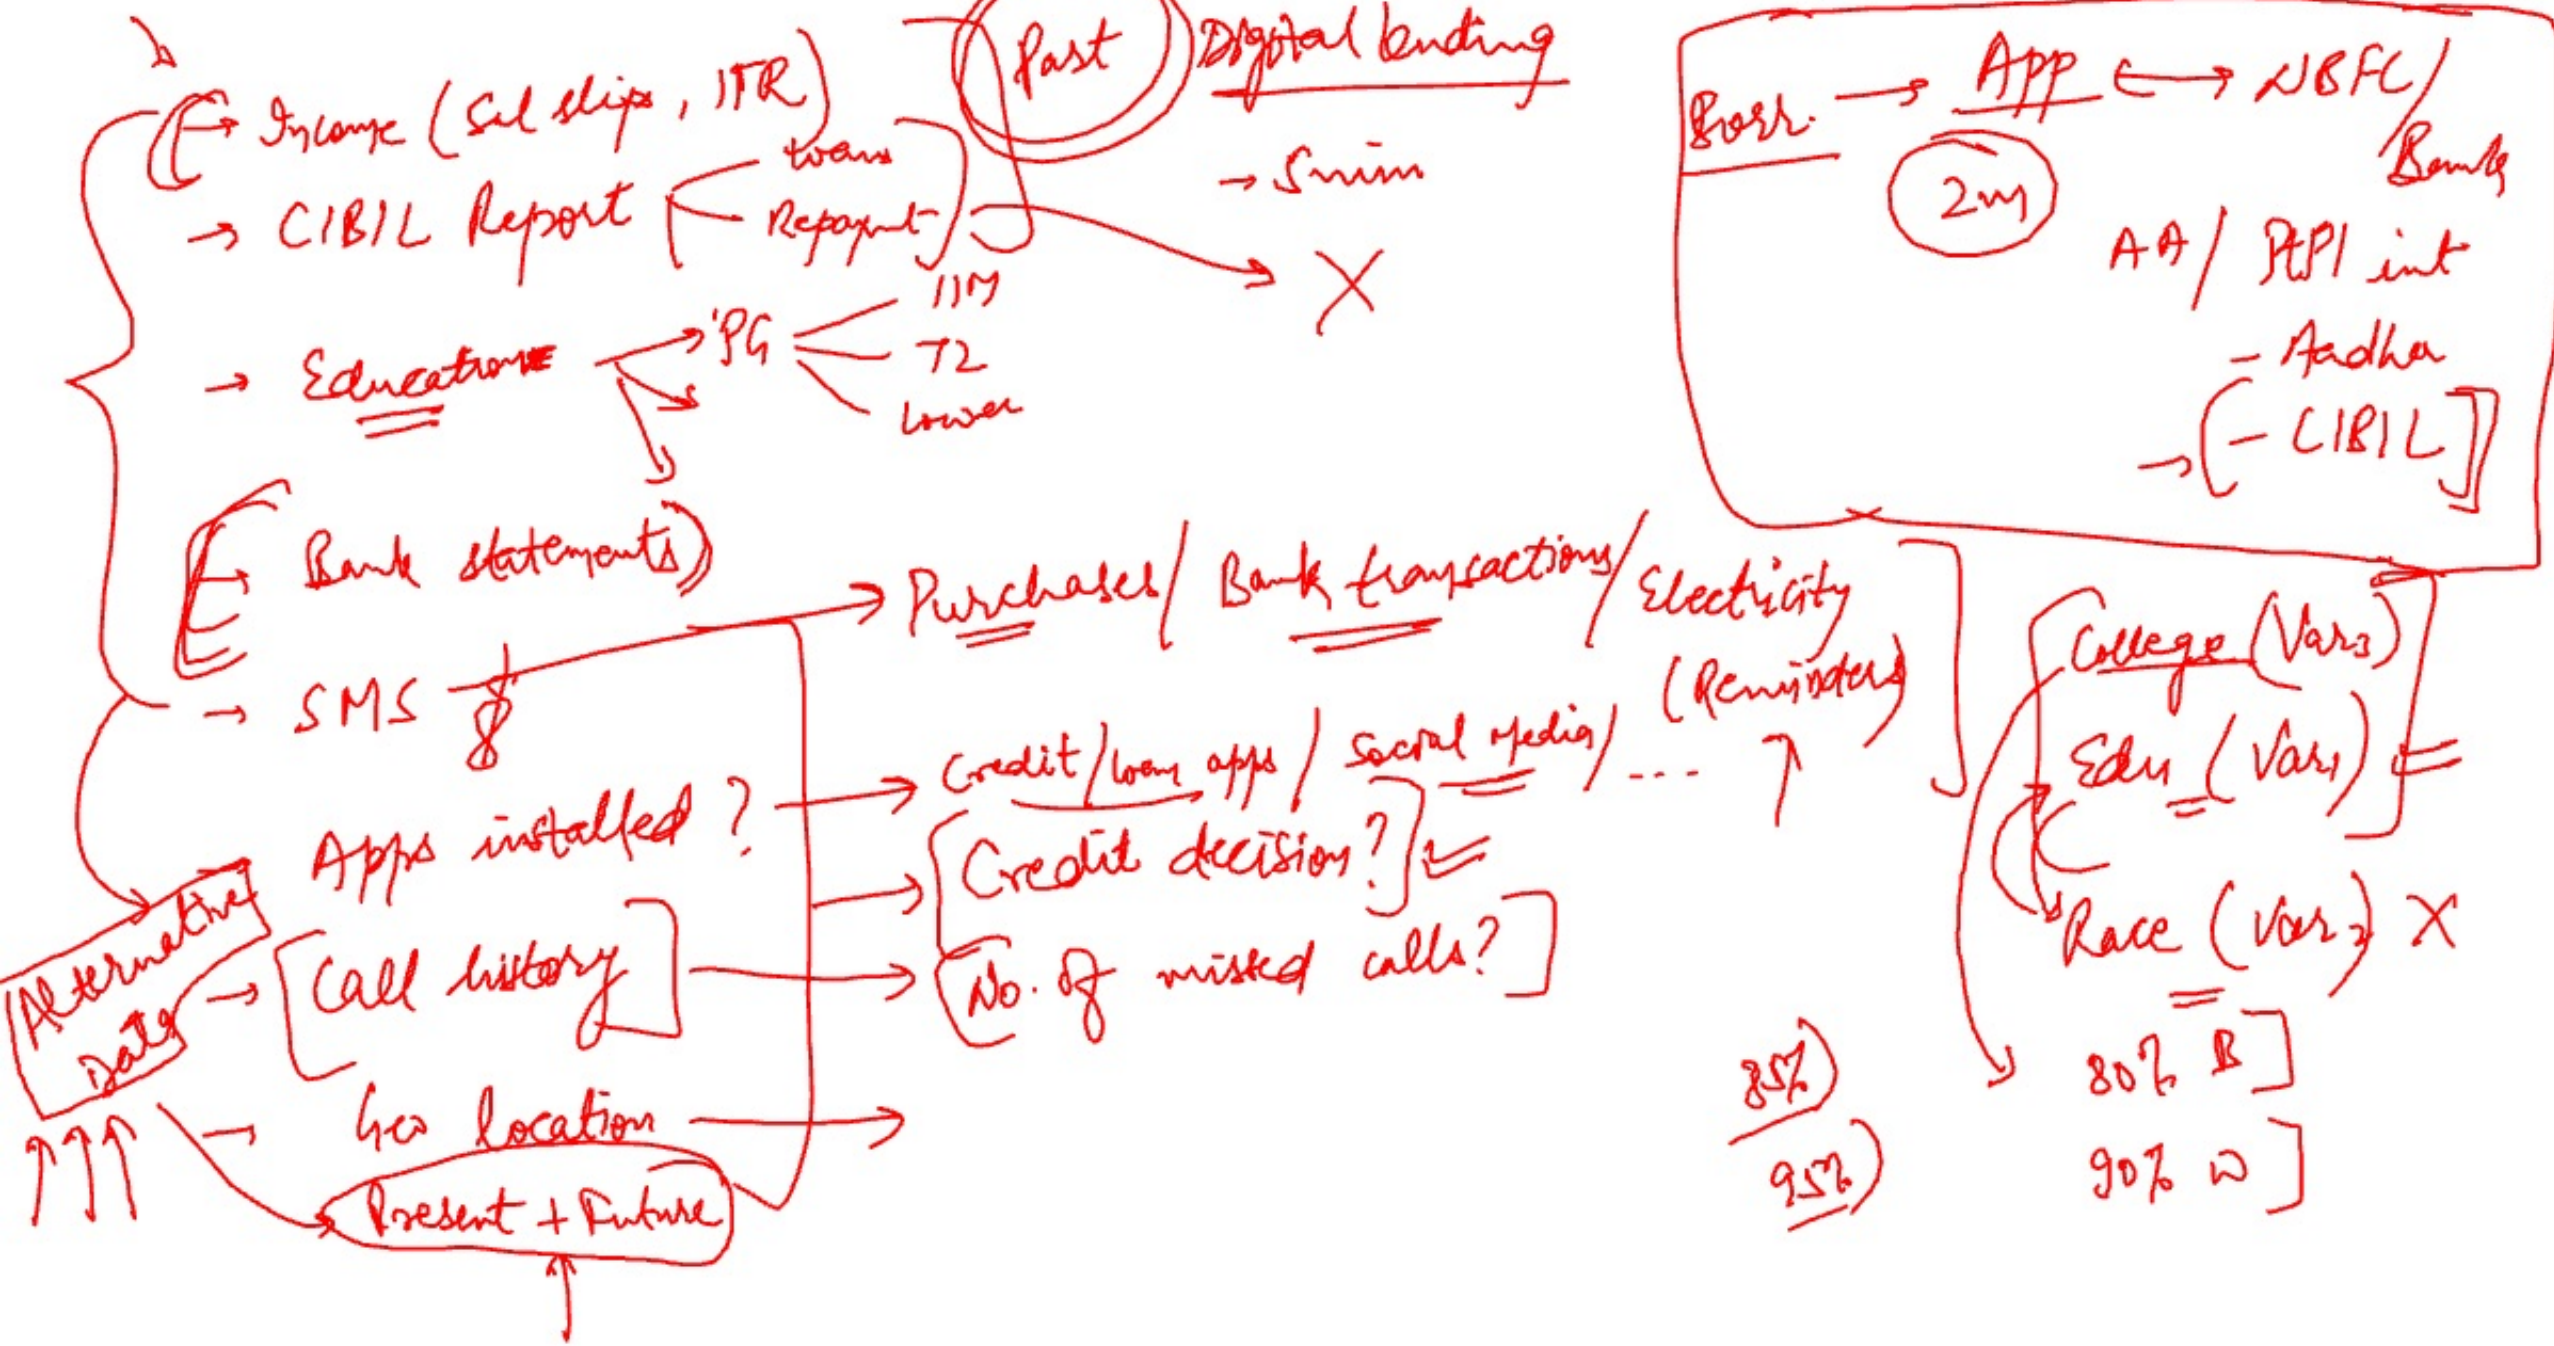 Past
Digital lending
→ Income (Sal slips, ITR)
→ CIBIL Report
loans
Repaymt
→ 5 min
X
→ Education
PG
IIM
T2
Lower
Bank statements)
→ SMS
Purchases / Bank transactions / Electricity
(Reminders)
Apps installed?
Credit / loan apps / Social Media / ....
Credit decision?
Alternative
Data
→ Call history
No. of missed calls?
Geo location
Present + Future
Borr. → App ↔ NBFC/
Bank
2m
AA / API int
- Aadha
→ - CIBIL
College (Var3)
Edu (Var1)
Race (Var2) X
85%
95%
80% B
90% W